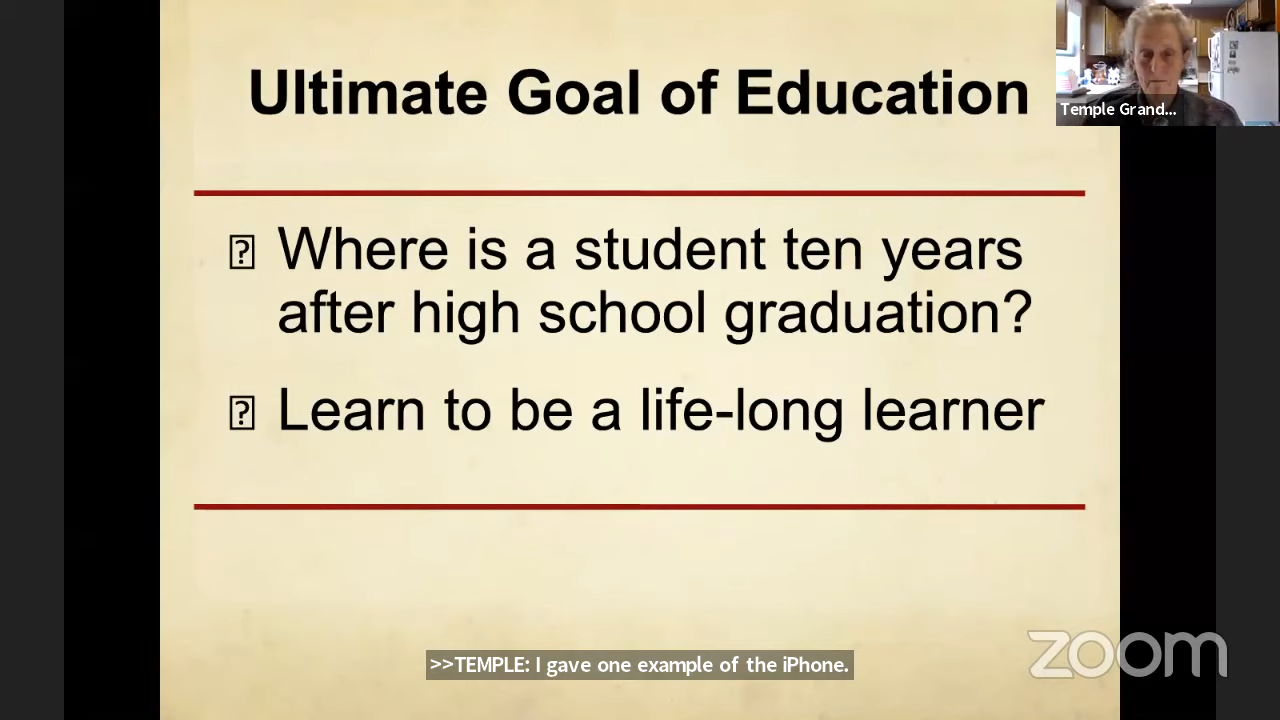 Ultimate Goal of Education
Temple Grand...
Where is a student ten years
after high school graduation?
Learn to be a life-long learner
>>TEMPLE: I gave one example of the iPhone.
zoom